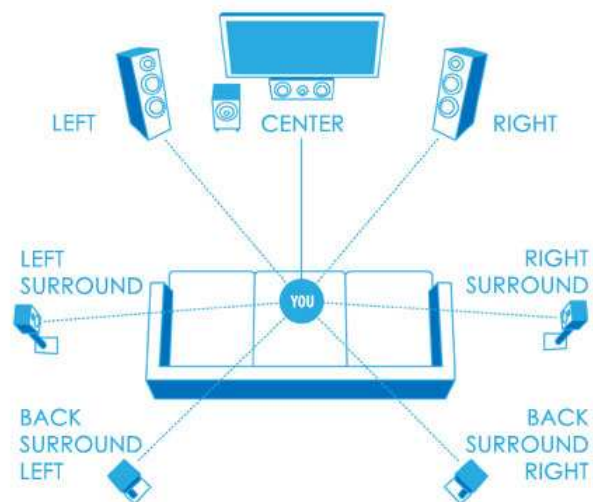 LEFT
CENTER
RIGHT
LEFT
SURROUND
RIGHT
SURROUND
YOU
BACK
SURROUND
LEFT
BACK
SURROUND
RIGHT